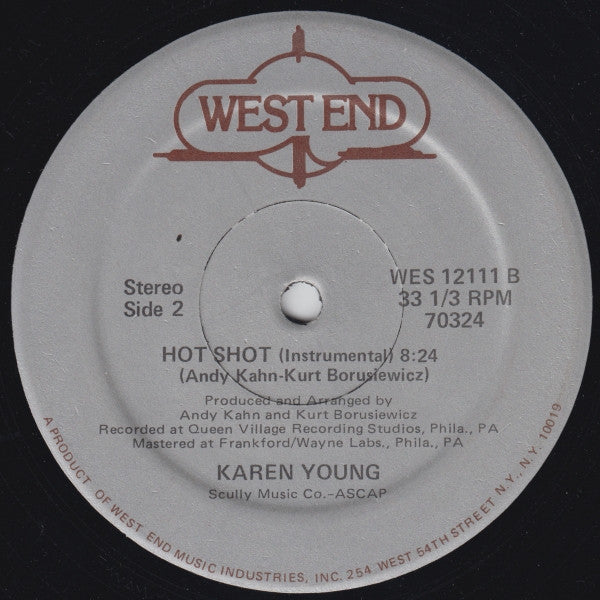 WEST END
Stereo
Side 2
WES 12111 B
33 1/3 RPM
70324
HOT SHOT (Instrumental) 8:24
(Andy Kahn-Kurt Borusiewicz)
Produced and Arranged by
Andy Kahn and Kurt Borusiewicz
Recorded at Queen Village Recording Studios, Phila., PA
Mastered at Frankford/Wayne Labs., Phila., PA
KAREN YOUNG
Scully Music Co.-ASCAP
A PRODUCT OF WEST END MUSIC INDUSTRIES, INC. 254 WEST 54TH STREET N.Y., N.Y. 10019